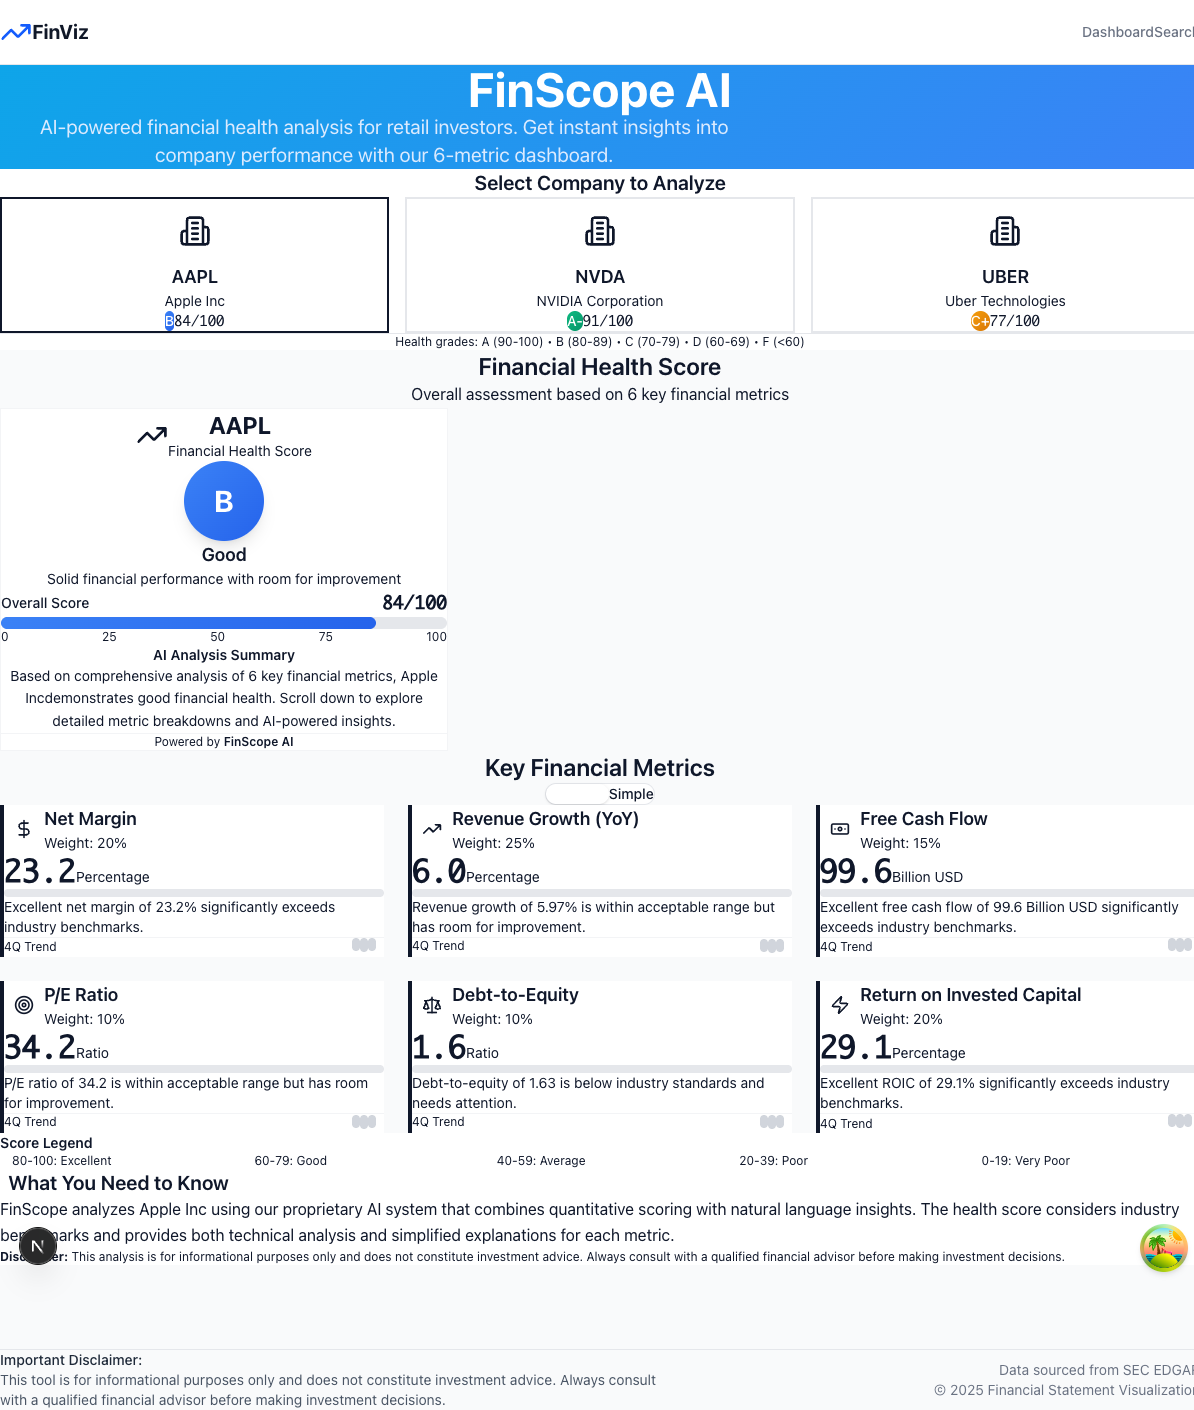 FinViz
Dashboard
Search
FinScope AI
AI-powered financial health analysis for retail investors. Get instant insights into
company performance with our 6-metric dashboard.
Select Company to Analyze
AAPL
Apple Inc
B 84/100
NVDA
NVIDIA Corporation
A- 91/100
UBER
Uber Technologies
C+ 77/100
Health grades: A (90-100) • B (80-89) • C (70-79) • D (60-69) • F (<60)
Financial Health Score
Overall assessment based on 6 key financial metrics
AAPL
Financial Health Score
B
Good
Solid financial performance with room for improvement
Overall Score 84/100
0 25 50 75 100
AI Analysis Summary
Based on comprehensive analysis of 6 key financial metrics, Apple
Incdemonstrates good financial health. Scroll down to explore
detailed metric breakdowns and AI-powered insights.
Powered by FinScope AI
Key Financial Metrics
Simple
Net Margin
Weight: 20%
23.2 Percentage
Excellent net margin of 23.2% significantly exceeds
industry benchmarks.
4Q Trend
Revenue Growth (YoY)
Weight: 25%
6.0 Percentage
Revenue growth of 5.97% is within acceptable range but
has room for improvement.
4Q Trend
Free Cash Flow
Weight: 15%
99.6 Billion USD
Excellent free cash flow of 99.6 Billion USD significantly
exceeds industry benchmarks.
4Q Trend
P/E Ratio
Weight: 10%
34.2 Ratio
P/E ratio of 34.2 is within acceptable range but has room
for improvement.
4Q Trend
Debt-to-Equity
Weight: 10%
1.6 Ratio
Debt-to-equity of 1.63 is below industry standards and
needs attention.
4Q Trend
Return on Invested Capital
Weight: 20%
29.1 Percentage
Excellent ROIC of 29.1% significantly exceeds industry
benchmarks.
4Q Trend
Score Legend
80-100: Excellent 60-79: Good 40-59: Average 20-39: Poor 0-19: Very Poor
What You Need to Know
FinScope analyzes Apple Inc using our proprietary AI system that combines quantitative scoring with natural language insights. The health score considers industry
and provides both technical analysis and simplified explanations for each metric.
This analysis is for informational purposes only and does not constitute investment advice. Always consult with a qualified financial advisor before making investment decisions.
N
Important Disclaimer:
This tool is for informational purposes only and does not constitute investment advice. Always consult
with a qualified financial advisor before making investment decisions.
Data sourced from SEC EDGAR
© 2025 Financial Statement Visualization